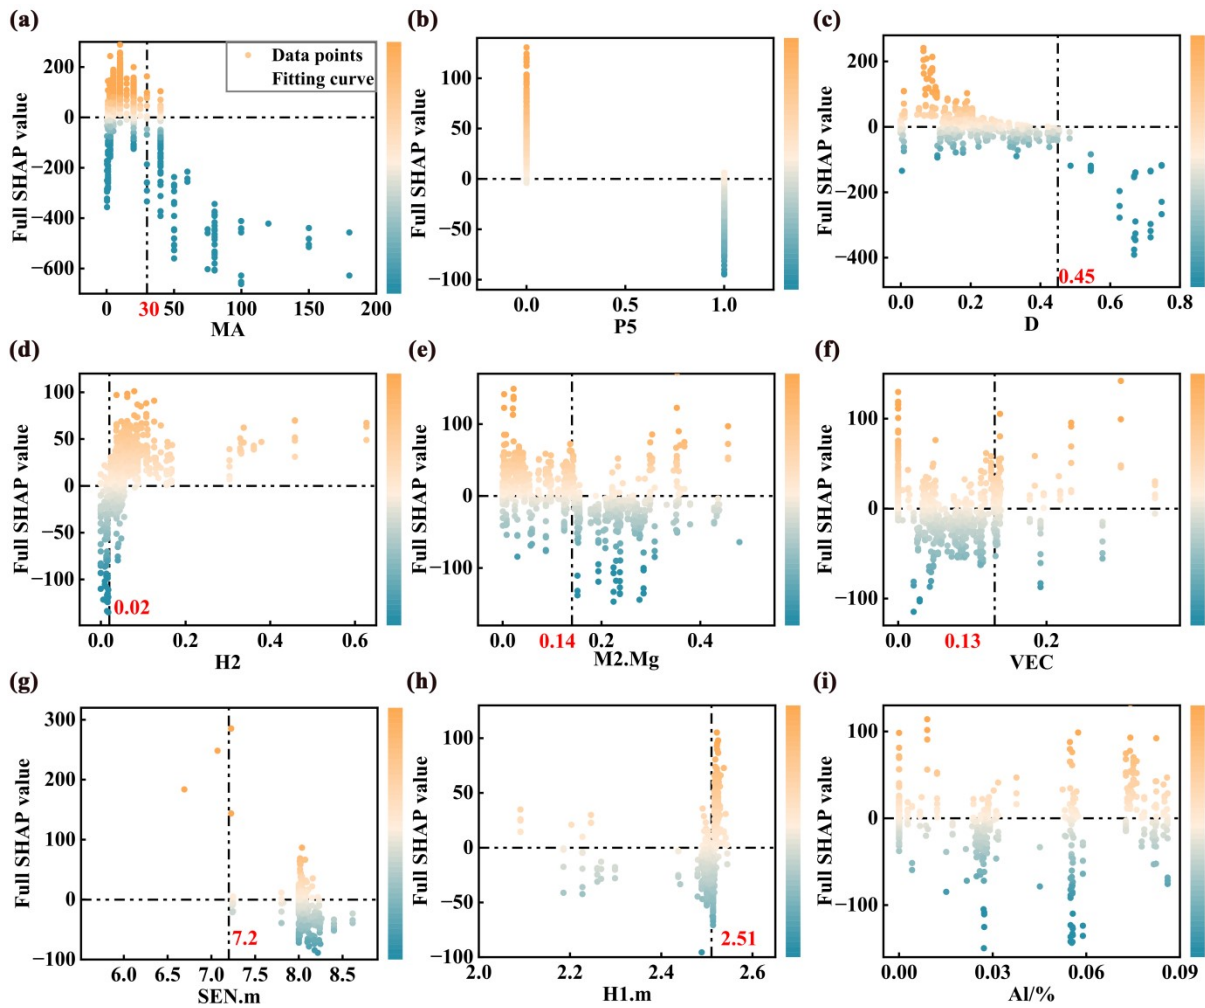 (a)
Full SHAP value
200
0
−200
−400
−600
Data points
Fitting curve
0
30
50
100
150
200
MA
(b)
Full SHAP value
100
50
0
−50
−100
0.0
0.5
1.0
P5
(c)
Full SHAP value
200
0
−200
−400
0.45
0.0
0.2
0.4
0.6
0.8
D
(d)
Full SHAP value
100
50
0
−50
−100
0.02
0.0
0.2
0.4
0.6
H2
(e)
Full SHAP value
100
0
−100
0.0
0.14
0.2
0.4
M2.Mg
(f)
Full SHAP value
100
0
−100
0.0
0.13
0.2
VEC
(g)
Full SHAP value
300
200
100
0
−100
7.2
6.0
6.5
7.0
7.5
8.0
8.5
SEN.m
(h)
Full SHAP value
100
50
0
−50
−100
2.51
2.0
2.2
2.4
2.6
H1.m
(i)
Full SHAP value
100
0
−100
0.00
0.03
0.06
0.09
Al/%